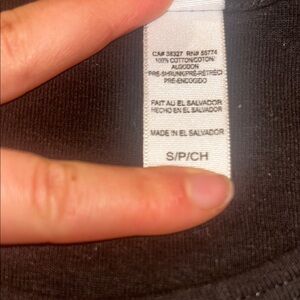 CA# 38327 RN# 55774
100% COTTON/COTON/
ALGODON
PRE-SHRUNK/PRÉ-RÉTRÉCI
PRÉ-ENCOGIDO
FAIT AU EL SALVADOR
HECHO EN EL SALVADOR
MADE IN EL SALVADOR
S/P/CH